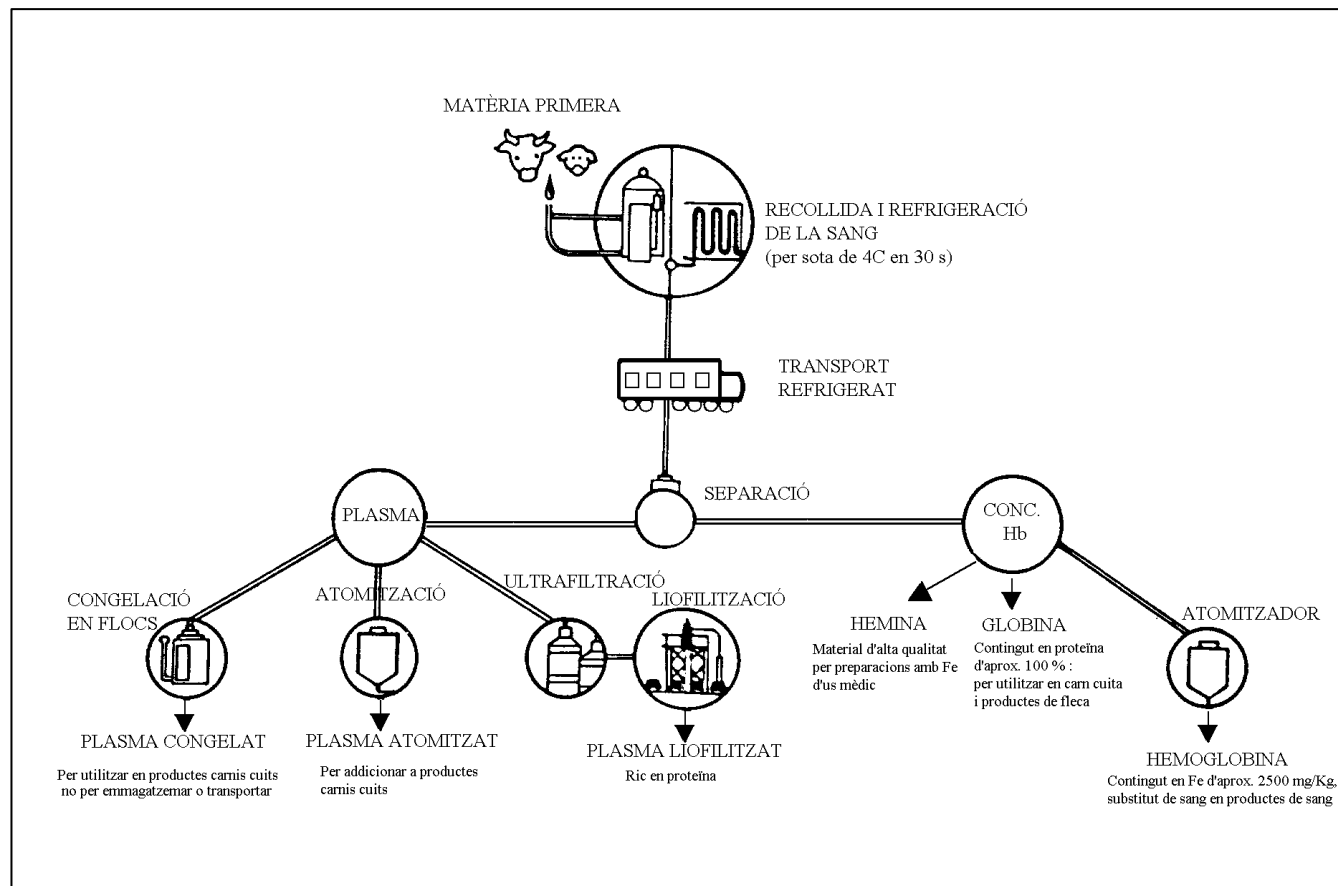 MATÈRIA PRIMERA
RECOLLIDA I REFRIGERACIÓ
DE LA SANG
(per sota de 4C en 30 s)
TRANSPORT
REFRIGERAT
SEPARACIÓ
PLASMA
CONC.
Hb
CONGELACIÓ
EN FLOCS
ATOMITZACIÓ
ULTRAFILTRACIÓ
LIOFILITZACIÓ
HEMINA
Material d'alta qualitat
per preparacions amb Fe
d'us mèdic
GLOBINA
Contingut en proteïna
d'aprox. 100 % :
per utilitzar en carn cuita
i productes de fleca
ATOMITZADOR
PLASMA CONGELAT
Per utilitzar en productes carnis cuits
no per emmagatzemar o transportar
PLASMA ATOMITZAT
Per addicionar a productes
carnis cuits
PLASMA LIOFILITZAT
Ric en proteïna
HEMOGLOBINA
Contingut en Fe d'aprox. 2500 mg/Kg,
substitut de sang en productes de sang